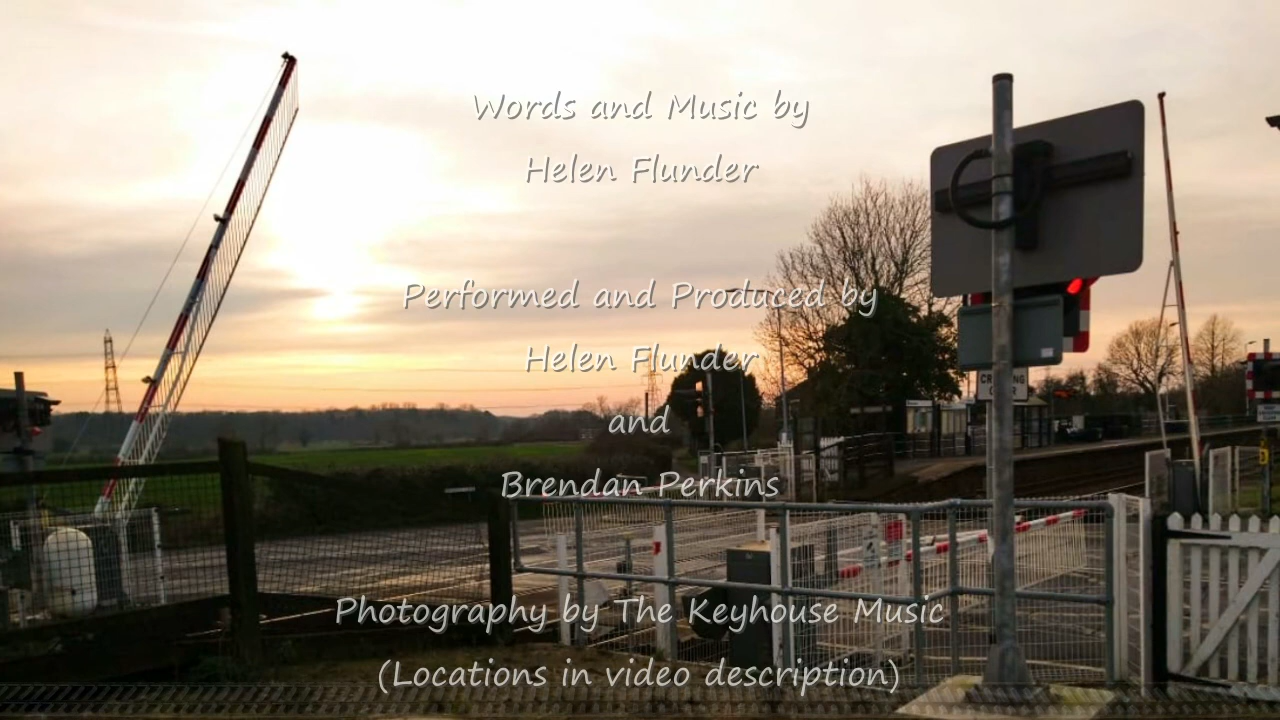 Words and Music by
Helen Flunder
Performed and Produced by
Helen Flunder
and
Brendan Perkins
Photography by The Keyhouse Music
(Locations in video description)